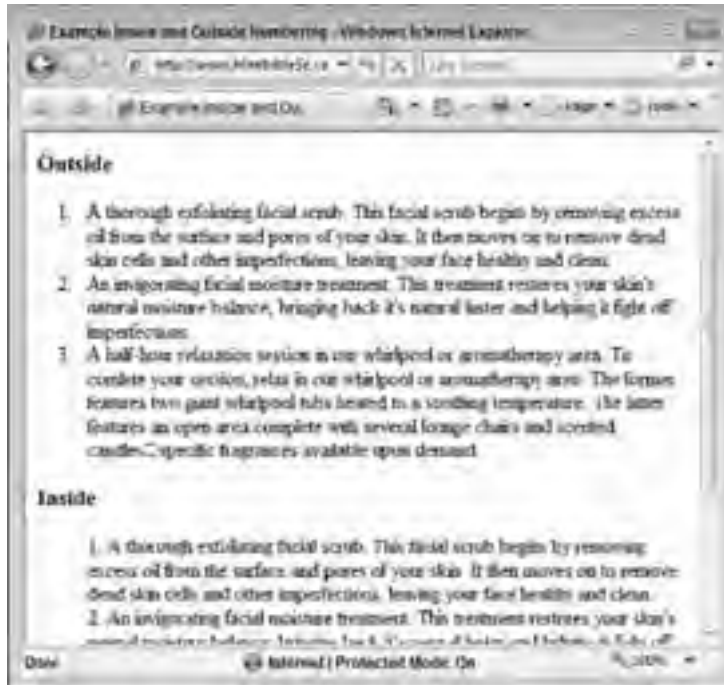 Example Inside and Outside Numbering - Windows Internet Explorer
Example Inside and Ou
Page
Tools
Outside
1. A thorough exfoliating facial scrub. This facial scrub begins by removing excess
oil from the surface and pores of your skin. It then moves on to remove dead
skin cells and other imperfections, leaving your face healthy and clean.
2. An invigorating facial moisture treatment. This treatment restores your skin's
natural moisture balance, bringing back it's natural luster and helping it fight off
imperfections.
3. A half-hour relaxation session in our whirlpool or aromatherapy area. To
your session, relax in our whirlpool or aromatherapy area. The former
features two giant whirlpool tubs heated to a soothing temperature. The latter
features an open area complete with several lounge chairs and scented
candles specific fragrances available upon demand.
Inside
1. A thorough exfoliating facial scrub. This facial scrub begins by removing
excess oil from the surface and pores of your skin. It then moves on to remove
dead skin cells and other imperfections, leaving your face healthy and clean.
2. An invigorating facial moisture treatment. This treatment restores your skin's
Done
Internet | Protected Mode: On
100%